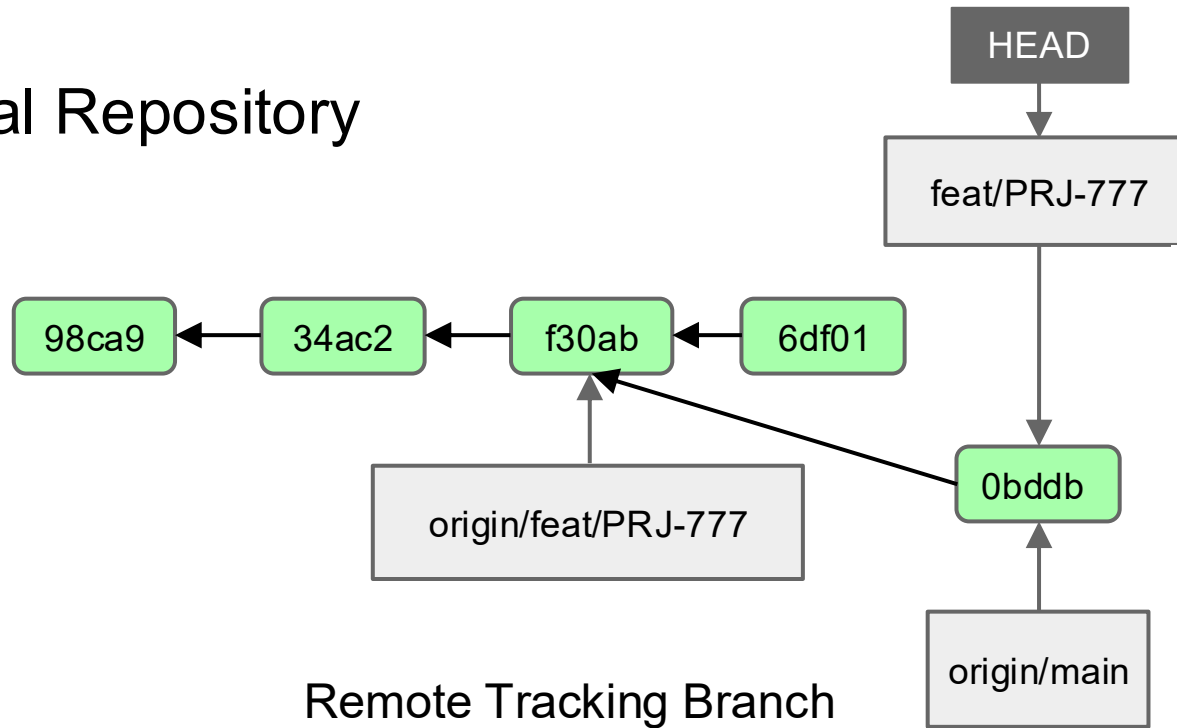 HEAD
al Repository
feat/PRJ-777
98ca9
34ac2
f30ab
6df01
0bddb
origin/feat/PRJ-777
origin/main
Remote Tracking Branch